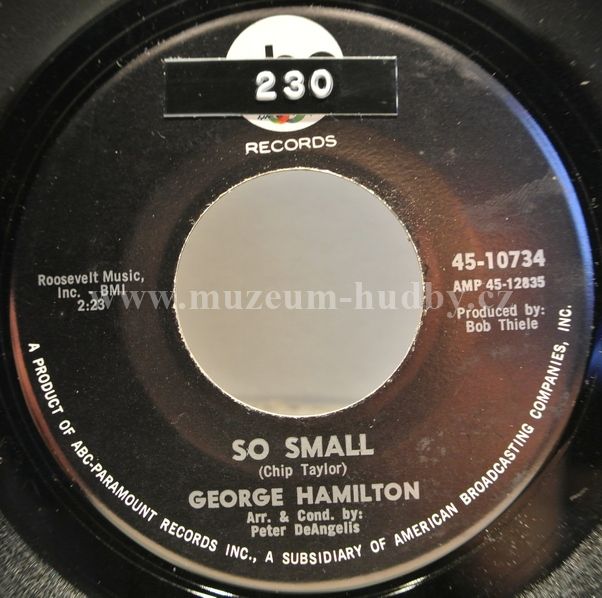 230
RECORDS
Roosevelt Music,
Inc. - BMI
2:23
45-10734
AMP 45-12835
Produced by:
Bob Thiele
www.muzeum-hudby.cz
SO SMALL
(Chip Taylor)
GEORGE HAMILTON
Arr. & Cond. by:
Peter DeAngelis
A PRODUCT OF ABC-PARAMOUNT RECORDS INC., A SUBSIDIARY OF AMERICAN BROADCASTING COMPANIES, INC.